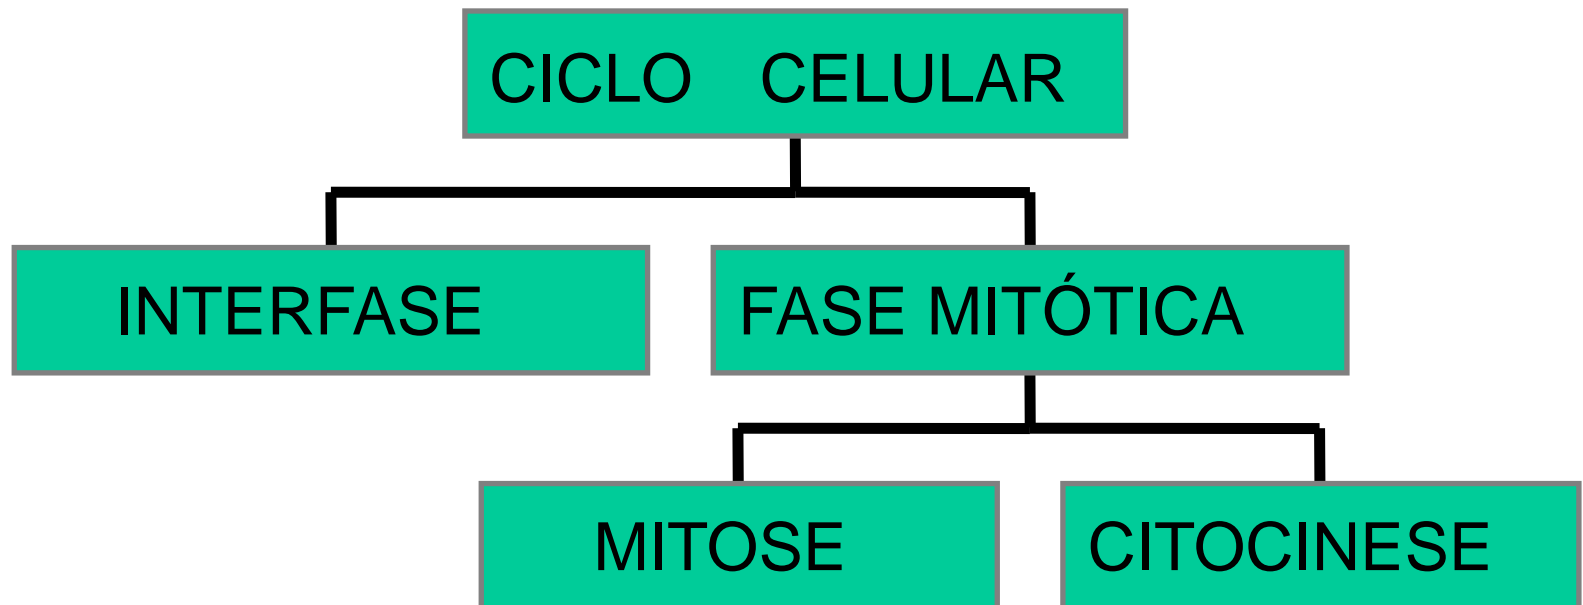 CICLO CELULAR
INTERFASE
FASE MITÓTICA
MITOSE
CITOCINESE